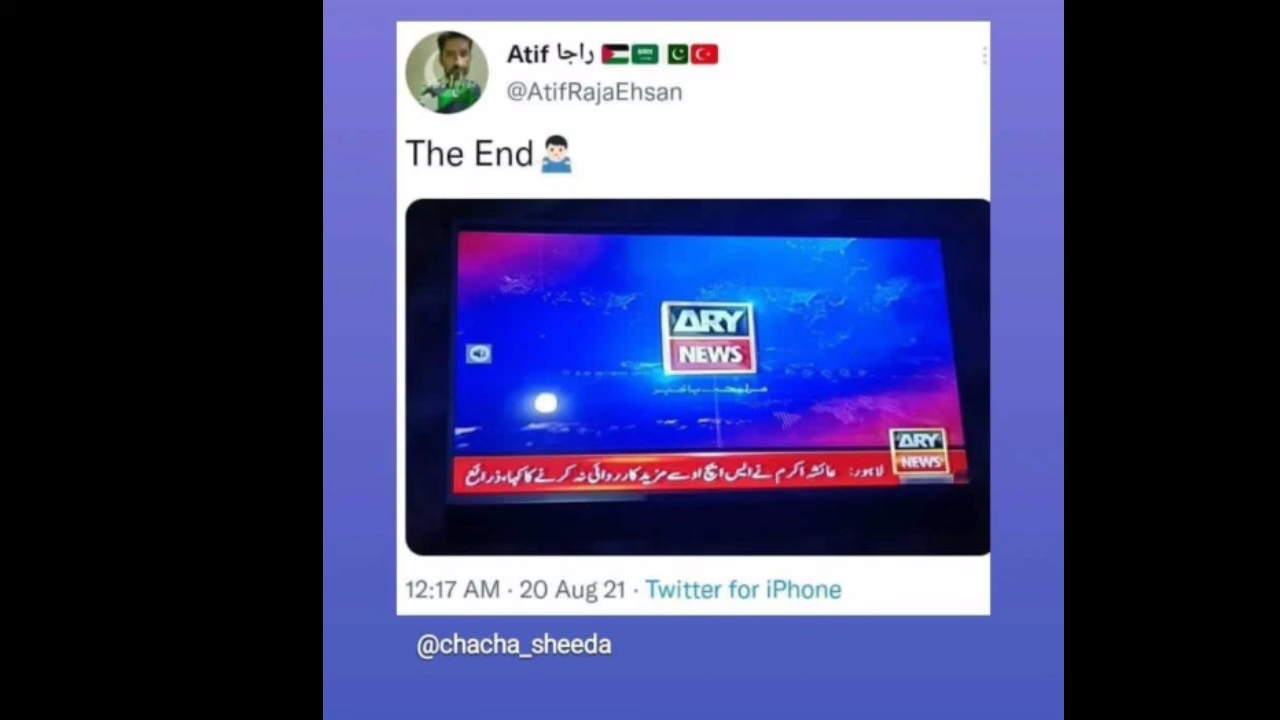 Atif راجا
@AtifRajaEhsan
The End
ARY
NEWS
ARY
NEWS
لاہور: عائشہ اکرم نے ایس ایچ او سے مزید کارروائی نہ کرنے کا کہا، ذرائع
12:17 AM · 20 Aug 21 · Twitter for iPhone
@chacha_sheeda